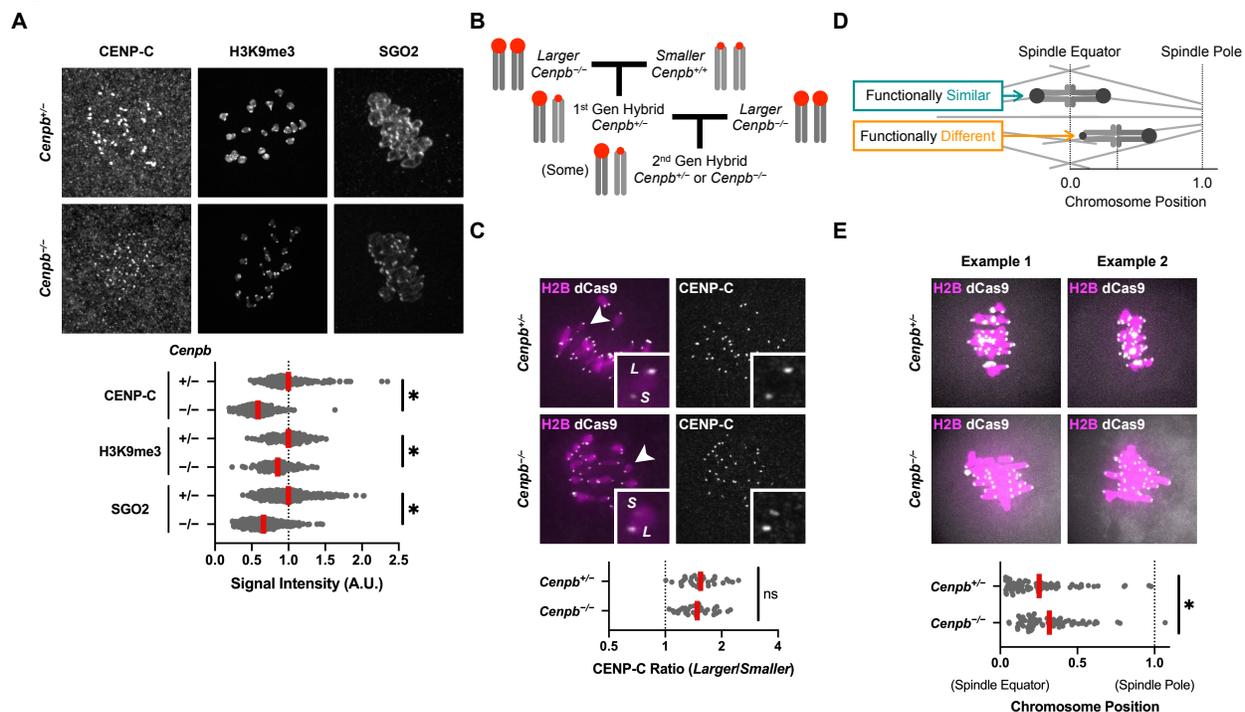 A
CENP-C
H3K9me3
SGO2
Cenpb+/−
Cenpb−/−
Cenpb
CENP-C
+/−
−/−
*
H3K9me3
+/−
−/−
*
SGO2
+/−
−/−
*
0.0 0.5 1.0 1.5 2.0 2.5
Signal Intensity (A.U.)
B
Larger
Cenpb−/−
Smaller
Cenpb+/+
1st Gen Hybrid
Cenpb+/−
Larger
Cenpb−/−
(Some)
2nd Gen Hybrid
Cenpb+/− or Cenpb−/−
C
H2B dCas9
CENP-C
Cenpb+/−
L
S
H2B dCas9
CENP-C
Cenpb−/−
S
L
Cenpb+/−
Cenpb−/−
ns
0.5 1 2 4
CENP-C Ratio (Larger/Smaller)
D
Spindle Equator
Spindle Pole
Functionally Similar
Functionally Different
0.0 1.0
Chromosome Position
E
Example 1
Example 2
H2B dCas9
H2B dCas9
Cenpb+/−
H2B dCas9
H2B dCas9
Cenpb−/−
Cenpb+/−
Cenpb−/−
*
0.0 0.5 1.0
(Spindle Equator) (Spindle Pole)
Chromosome Position